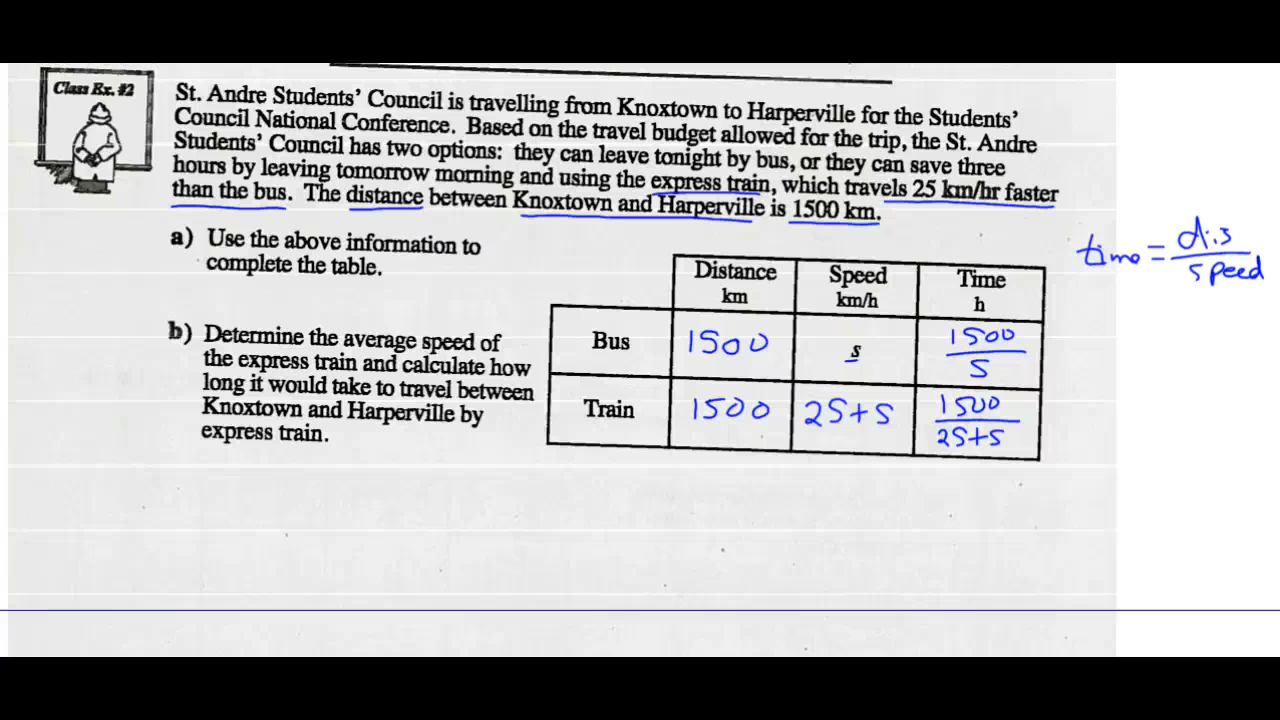 Class Ex. #2
St. Andre Students' Council is travelling from Knoxtown to Harperville for the Students'
Council National Conference. Based on the travel budget allowed for the trip, the St. Andre
Students' Council has two options: they can leave tonight by bus, or they can save three
hours by leaving tomorrow morning and using the express train, which travels 25 km/hr faster
than the bus. The distance between Knoxtown and Harperville is 1500 km.
a) Use the above information to
complete the table.
time = dis
speed
Distance Speed Time
km km/h h
Bus 1500 s 1500
s
Train 1500 25+s 1500
25+s
b) Determine the average speed of
the express train and calculate how
long it would take to travel between
Knoxtown and Harperville by
express train.